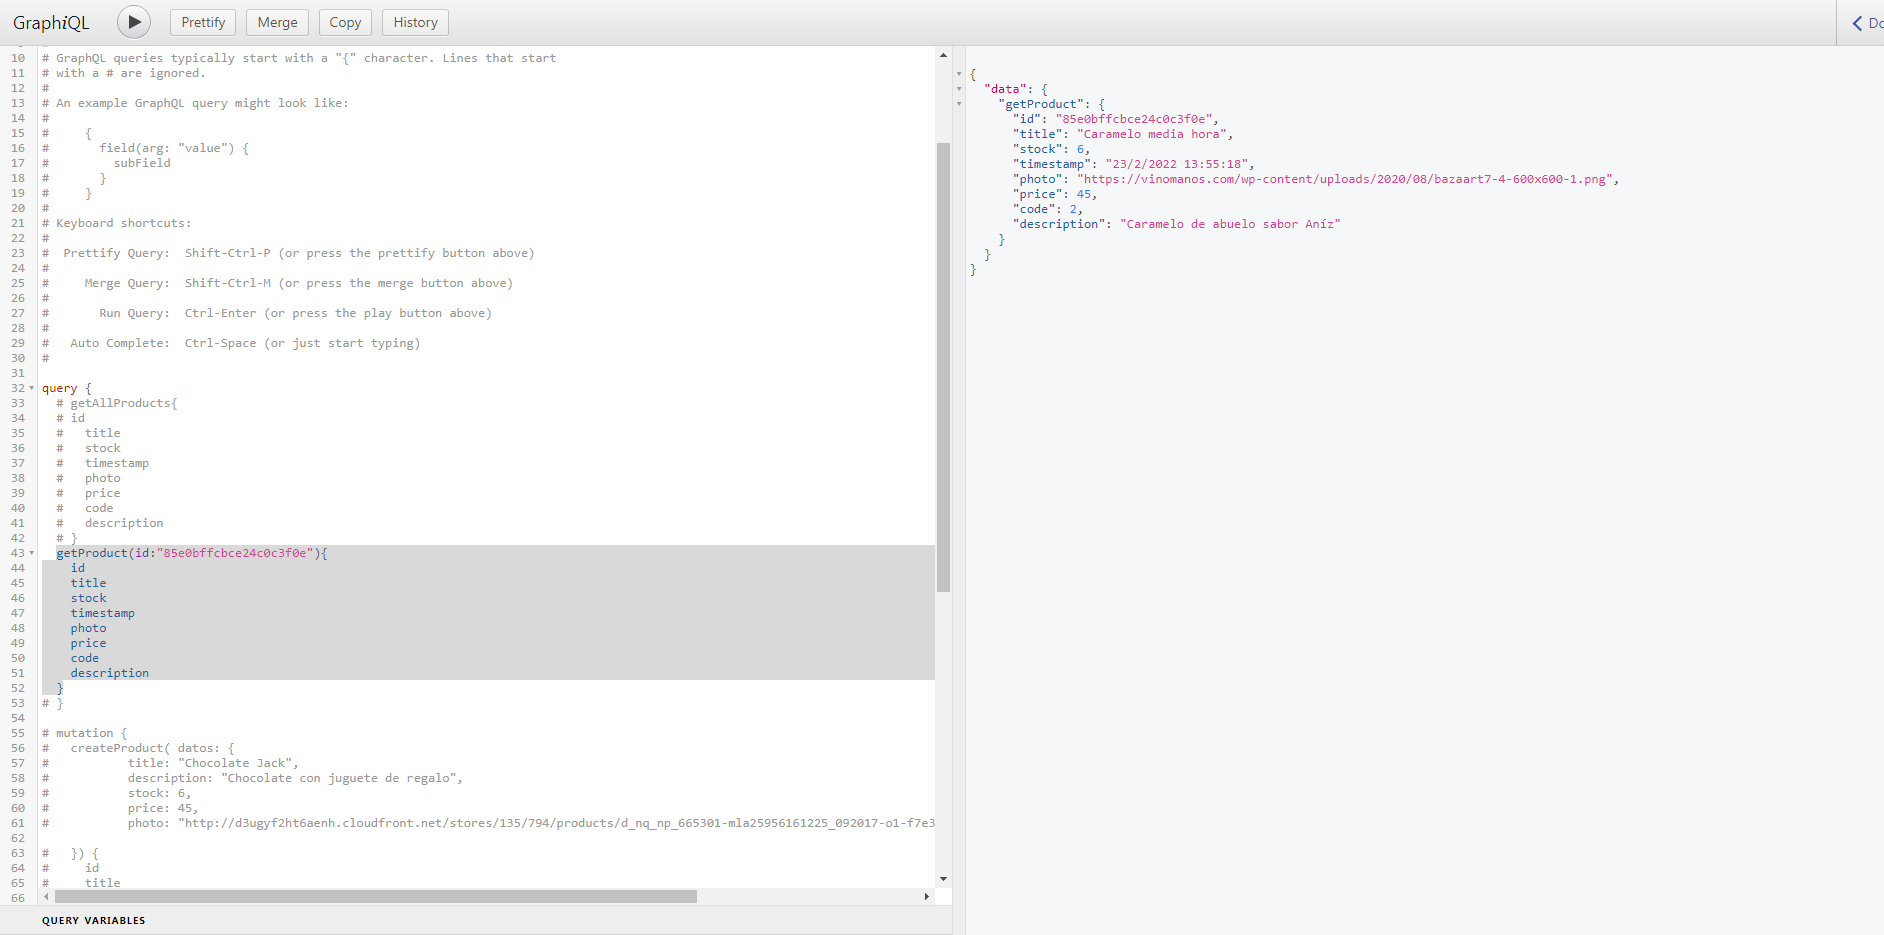 GraphiQL
Prettify
Merge
Copy
History
10 # GraphQL queries typically start with a "{" character. Lines that start
11 # with a # are ignored.
12 #
13 # An example GraphQL query might look like:
14 #
15 #     {
16 #       field(arg: "value") {
17 #         subField
18 #       }
19 #     }
20 #
21 # Keyboard shortcuts:
22 #
23 #  Prettify Query:  Shift-Ctrl-P (or press the prettify button above)
24 #
25 #     Merge Query:  Shift-Ctrl-M (or press the merge button above)
26 #
27 #       Run Query:  Ctrl-Enter (or press the play button above)
28 #
29 #   Auto Complete:  Ctrl-Space (or just start typing)
30 #
31
32 query {
33   # getAllProducts{
34   # id
35   #   title
36   #   stock
37   #   timestamp
38   #   photo
39   #   price
40   #   code
41   #   description
42   # }
43   getProduct(id:"85e0bffcbce24c0c3f0e"){
44     id
45     title
46     stock
47     timestamp
48     photo
49     price
50     code
51     description
52   }
53 # }
54
55 # mutation {
56 #   createProduct( datos: {
57 #           title: "Chocolate Jack",
58 #           description: "Chocolate con juguete de regalo",
59 #           stock: 6,
60 #           price: 45,
61 #           photo: "http://d3ugyf2ht6aenh.cloudfront.net/stores/135/794/products/d_nq_np_665301-mla25956161225_092017-o1-f7e3
62
63 #   }) {
64 #     id
65 #     title
66
QUERY VARIABLES
{
  "data": {
    "getProduct": {
      "id": "85e0bffcbce24c0c3f0e",
      "title": "Caramelo media hora",
      "stock": 6,
      "timestamp": "23/2/2022 13:55:18",
      "photo": "https://vinomanos.com/wp-content/uploads/2020/08/bazaart7-4-600x600-1.png",
      "price": 45,
      "code": 2,
      "description": "Caramelo de abuelo sabor Aníz"
    }
  }
}